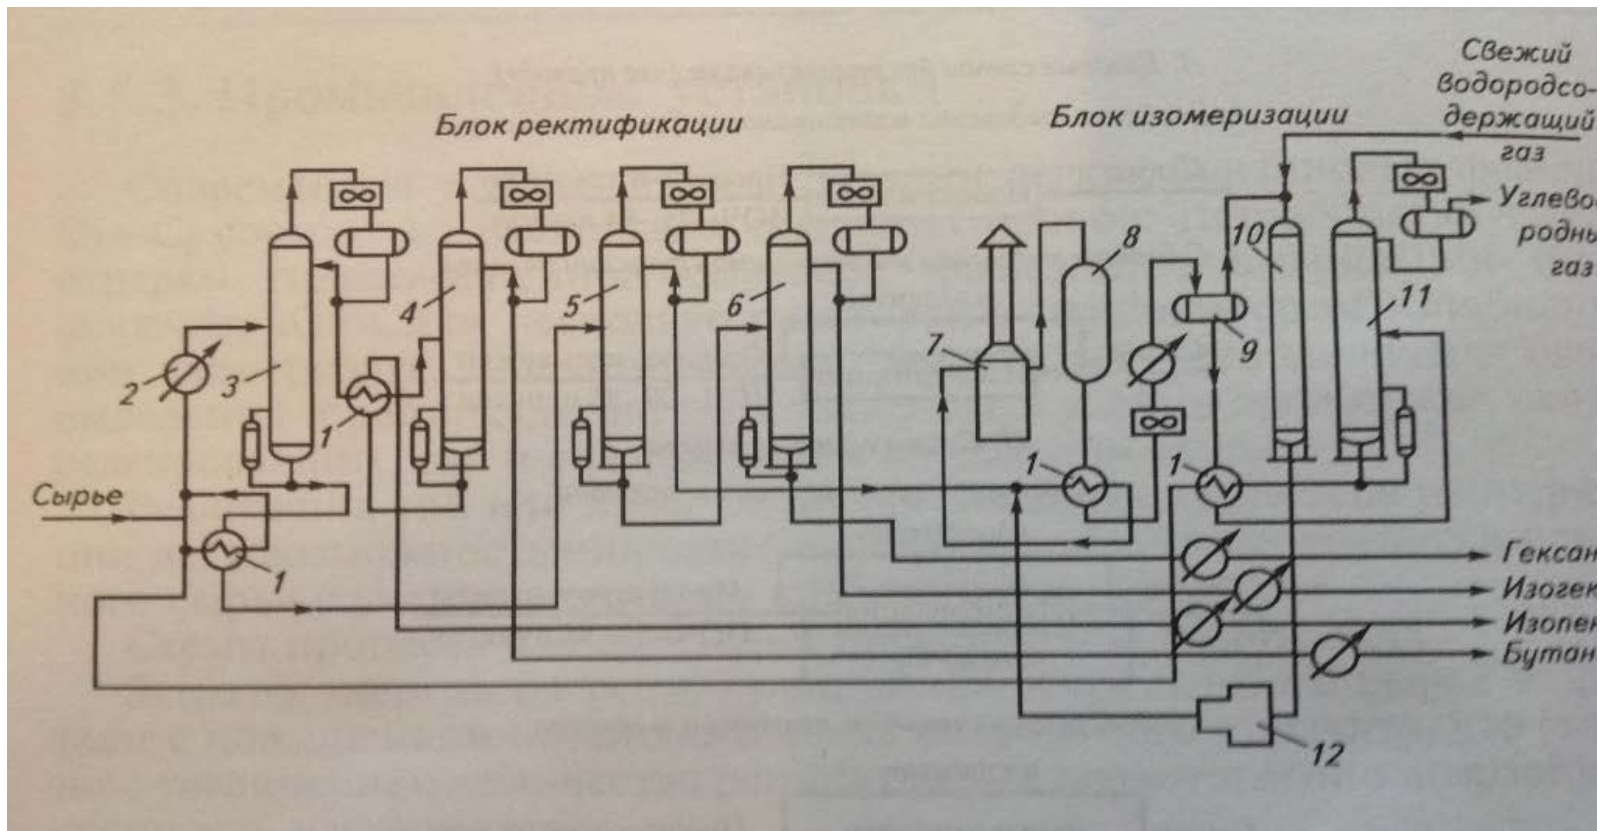 Свежий
водородсо-
держащий
газ
Блок ректификации
Блок изомеризации
Углево
родны
газ
8
10
4
5
6
11
7
9
2
3
1
1
1
Сырье
1
Гексан
Изогек
Изопен
Бутан
12